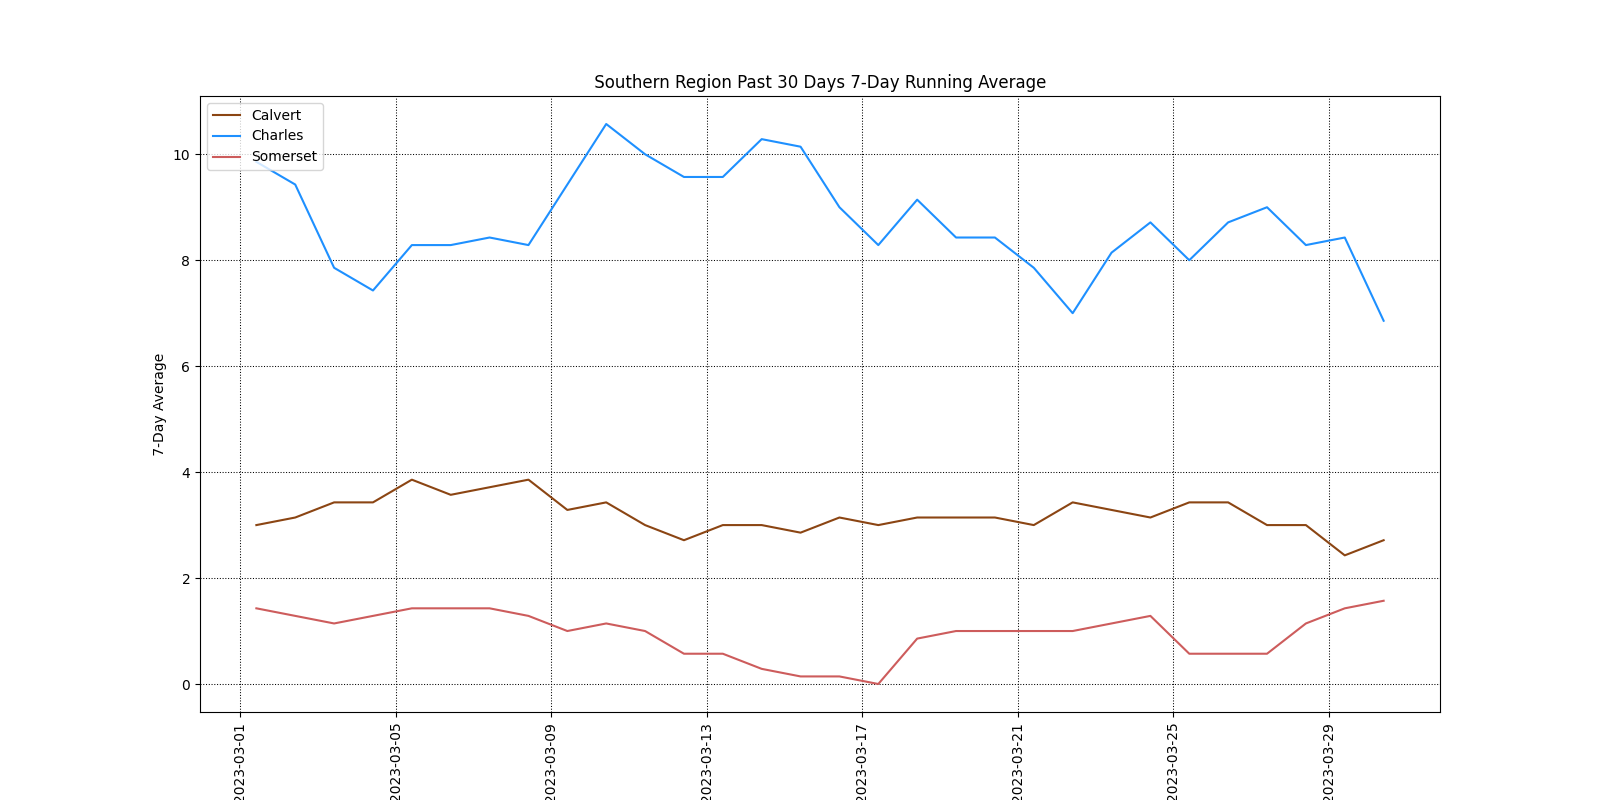 Southern Region Past 30 Days 7-Day Running Average
Calvert
Charles
Somerset
7-Day Average
10
8
6
4
2
0
2023-03-01
2023-03-05
2023-03-09
2023-03-13
2023-03-17
2023-03-21
2023-03-25
2023-03-29